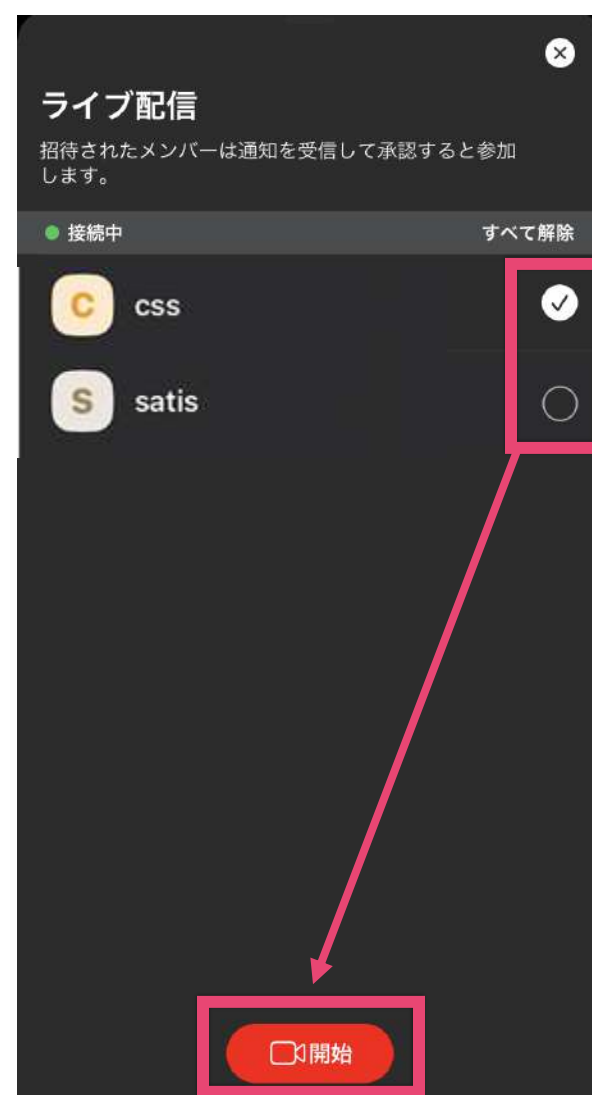 ライブ配信
招待されたメンバーは通知を受信して承認すると参加
します。
接続中 すべて解除
C css
S satis
開始